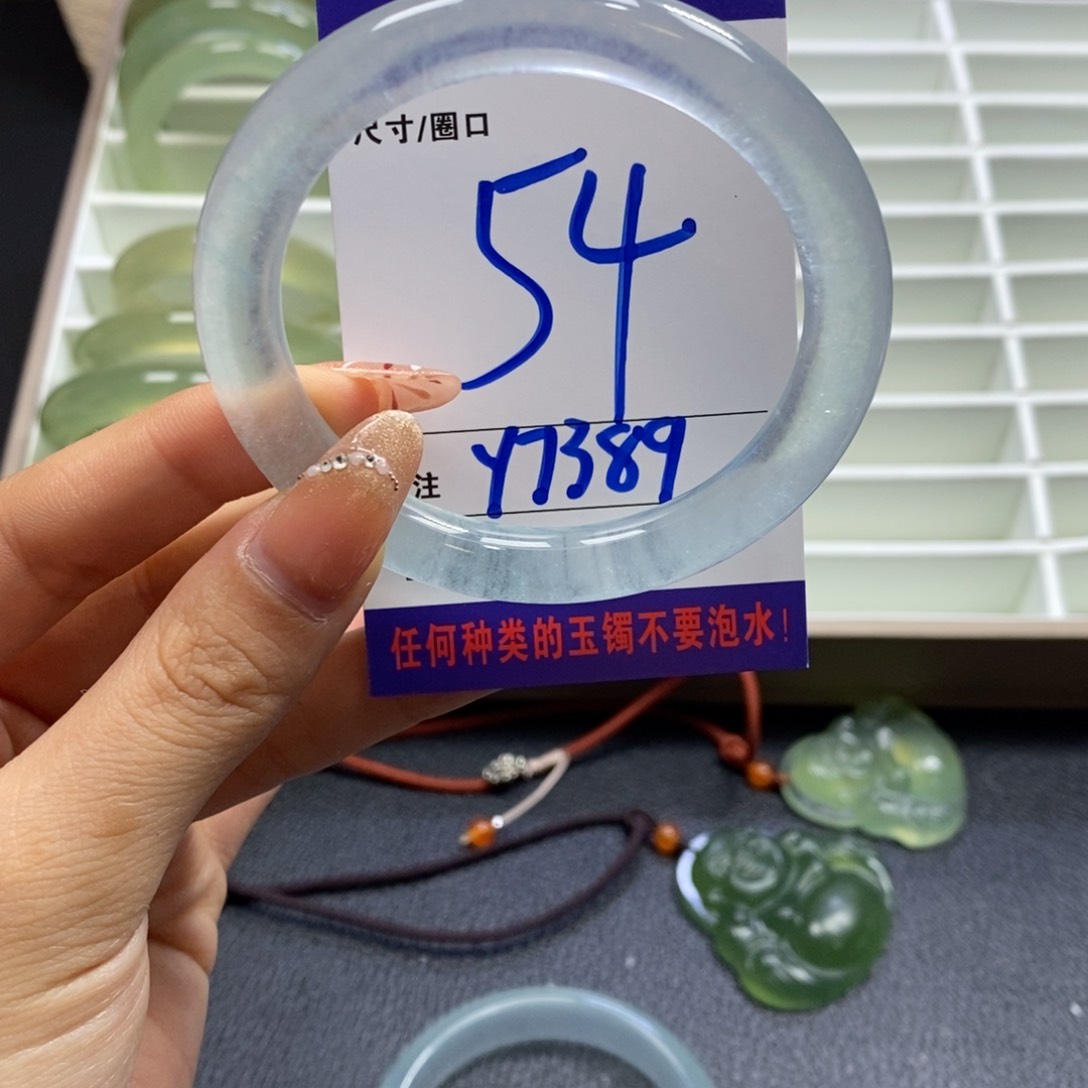 尺寸/圈口
54
注 Y7389
任何种类的玉镯不要泡水!